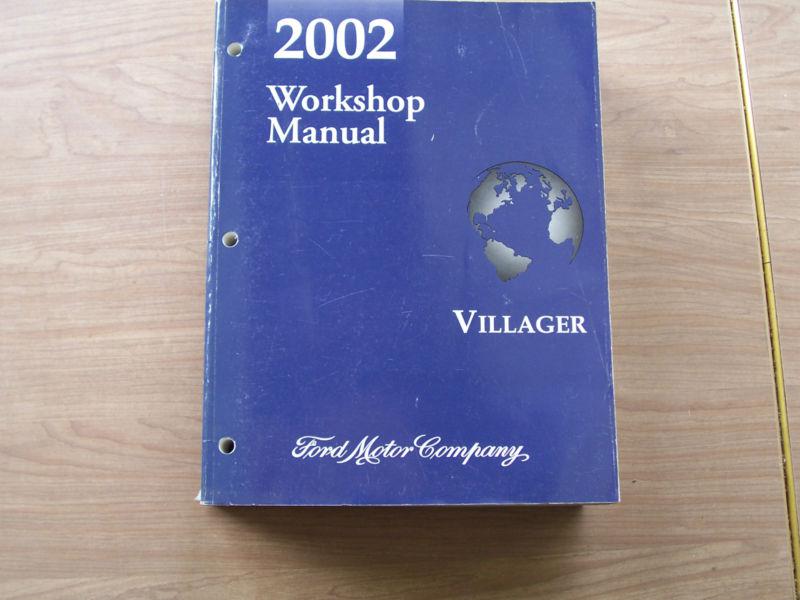 2002
Workshop
Manual
VILLAGER
Ford Motor Company